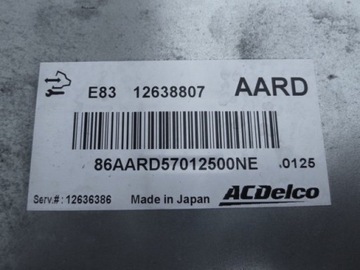 E83 12638807 AARD
86AARD57012500NE .0125
Serv.#: 12636386 Made in Japan ACDelco